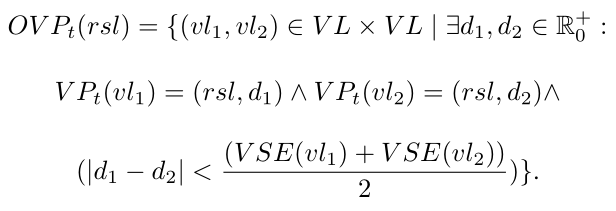 OVP_t(rsl) = {(vl_1, vl_2) ∈ VL × VL | ∃d_1, d_2 ∈ ℝ_0^+ :
VP_t(vl_1) = (rsl, d_1) ∧ VP_t(vl_2) = (rsl, d_2)∧
(|d_1 − d_2| < \frac{(VSE(vl_1) + VSE(vl_2))}{2})}.